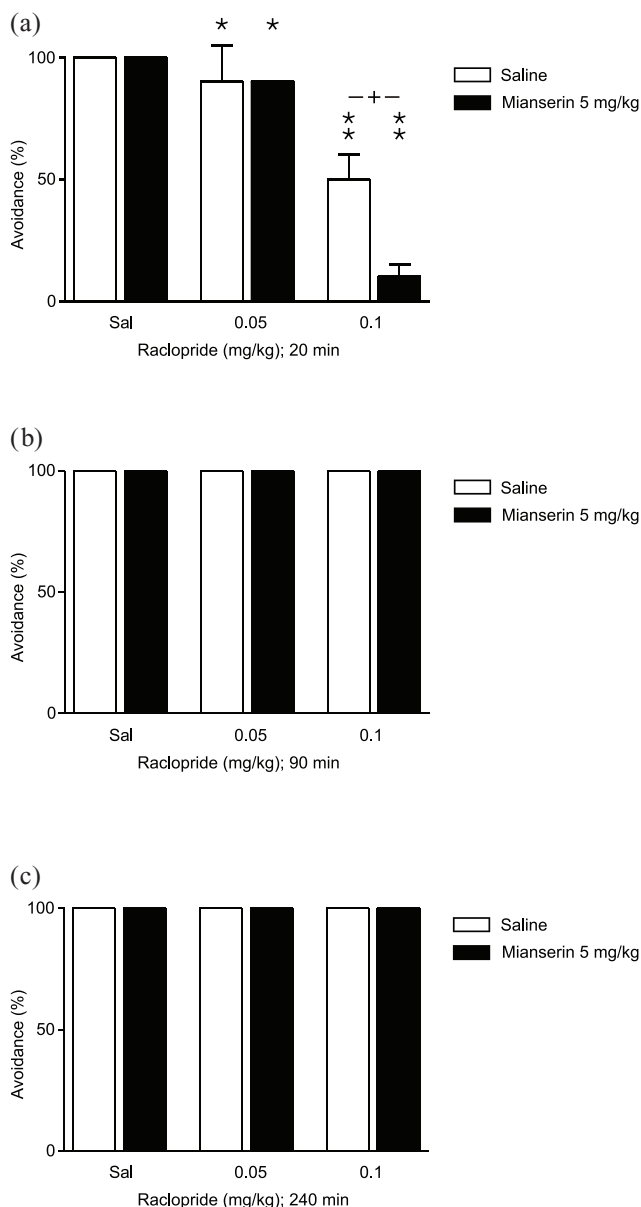 (a)
* *
100
Saline
Mianserin 5 mg/kg
— + —
* *
* *
50
Avoidance (%)
0
Sal 0.05 0.1
Raclopride (mg/kg); 20 min
(b)
100
Saline
Mianserin 5 mg/kg
50
Avoidance (%)
0
Sal 0.05 0.1
Raclopride (mg/kg); 90 min
(c)
100
Saline
Mianserin 5 mg/kg
50
Avoidance (%)
0
Sal 0.05 0.1
Raclopride (mg/kg); 240 min